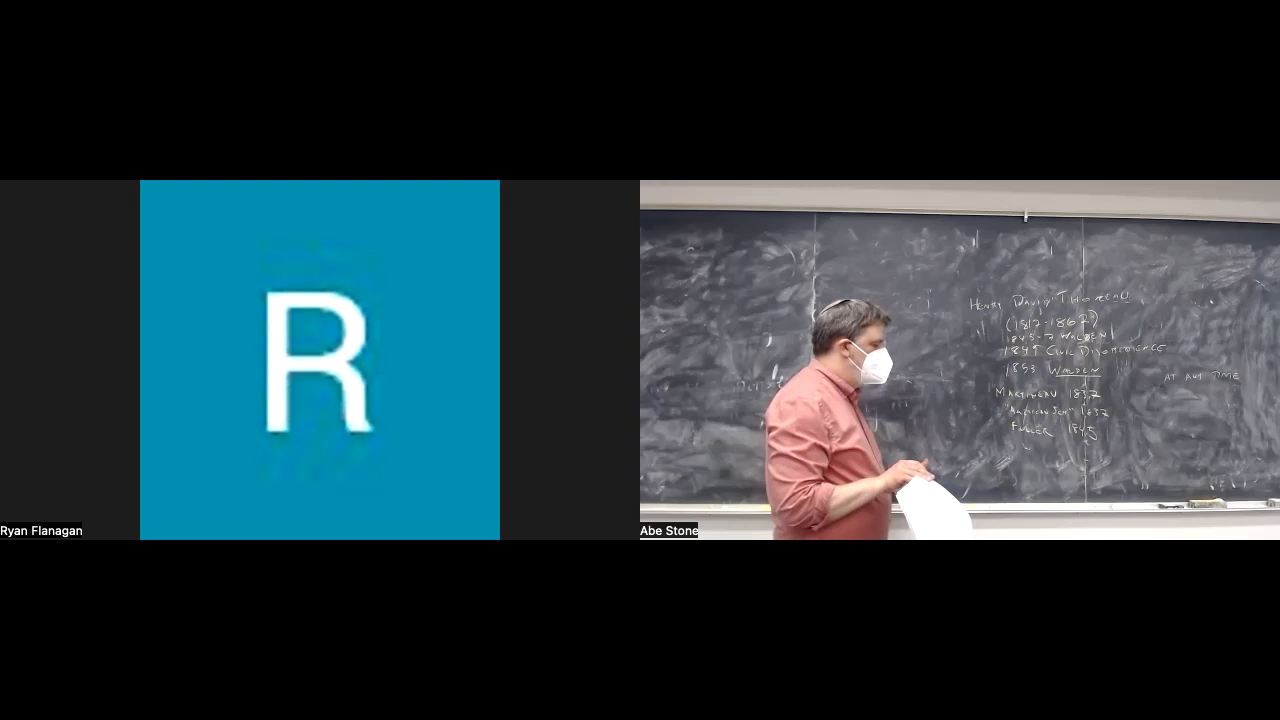 R
Ryan Flanagan
Abe Stone
HENRY DAVID THOREAU
(1817-1862)
1845-7 WALDEN
1849 CIVIL DISOBEDIENCE
1853 WALDEN
AT ANY TIME
MARTINEAU 1837
"AMERICAN SCH" 1837
FULLER 1845